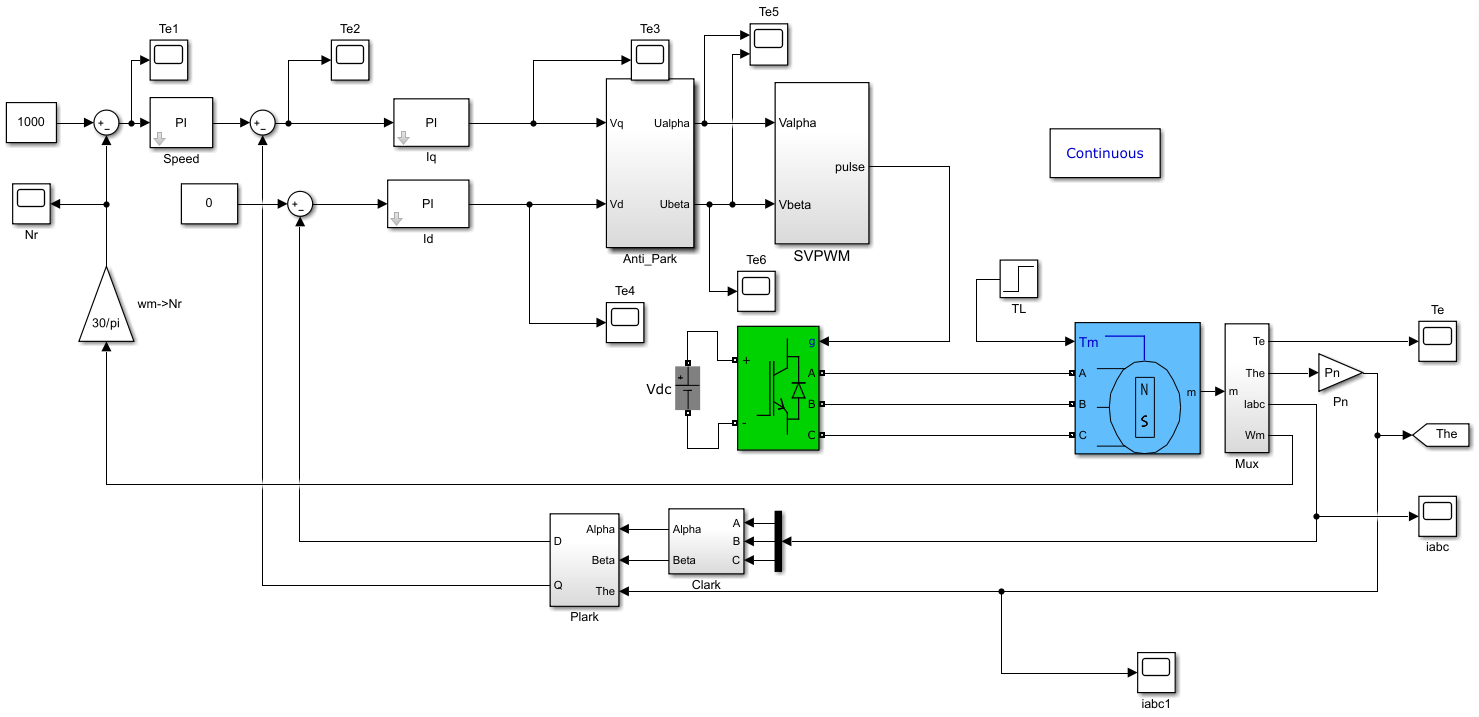 Te1
Te2
Te3
Te5
1000
+
−
PI
Speed
+
−
PI
Iq
Vq
Ualpha
Valpha
pulse
Continuous
Nr
0
+
−
PI
Id
Vd
Ubeta
Anti_Park
Vbeta
SVPWM
wm->Nr
30/pi
Te4
Te6
TL
Te
Vdc
+
+
-
g
A
B
C
Tm
A
B
C
N
S
m
m
Te
The
Iabc
Wm
Mux
Pn
Pn
The
iabc
D
Q
Alpha
Beta
The
Plark
Alpha
Beta
A
B
C
Clark
iabc1